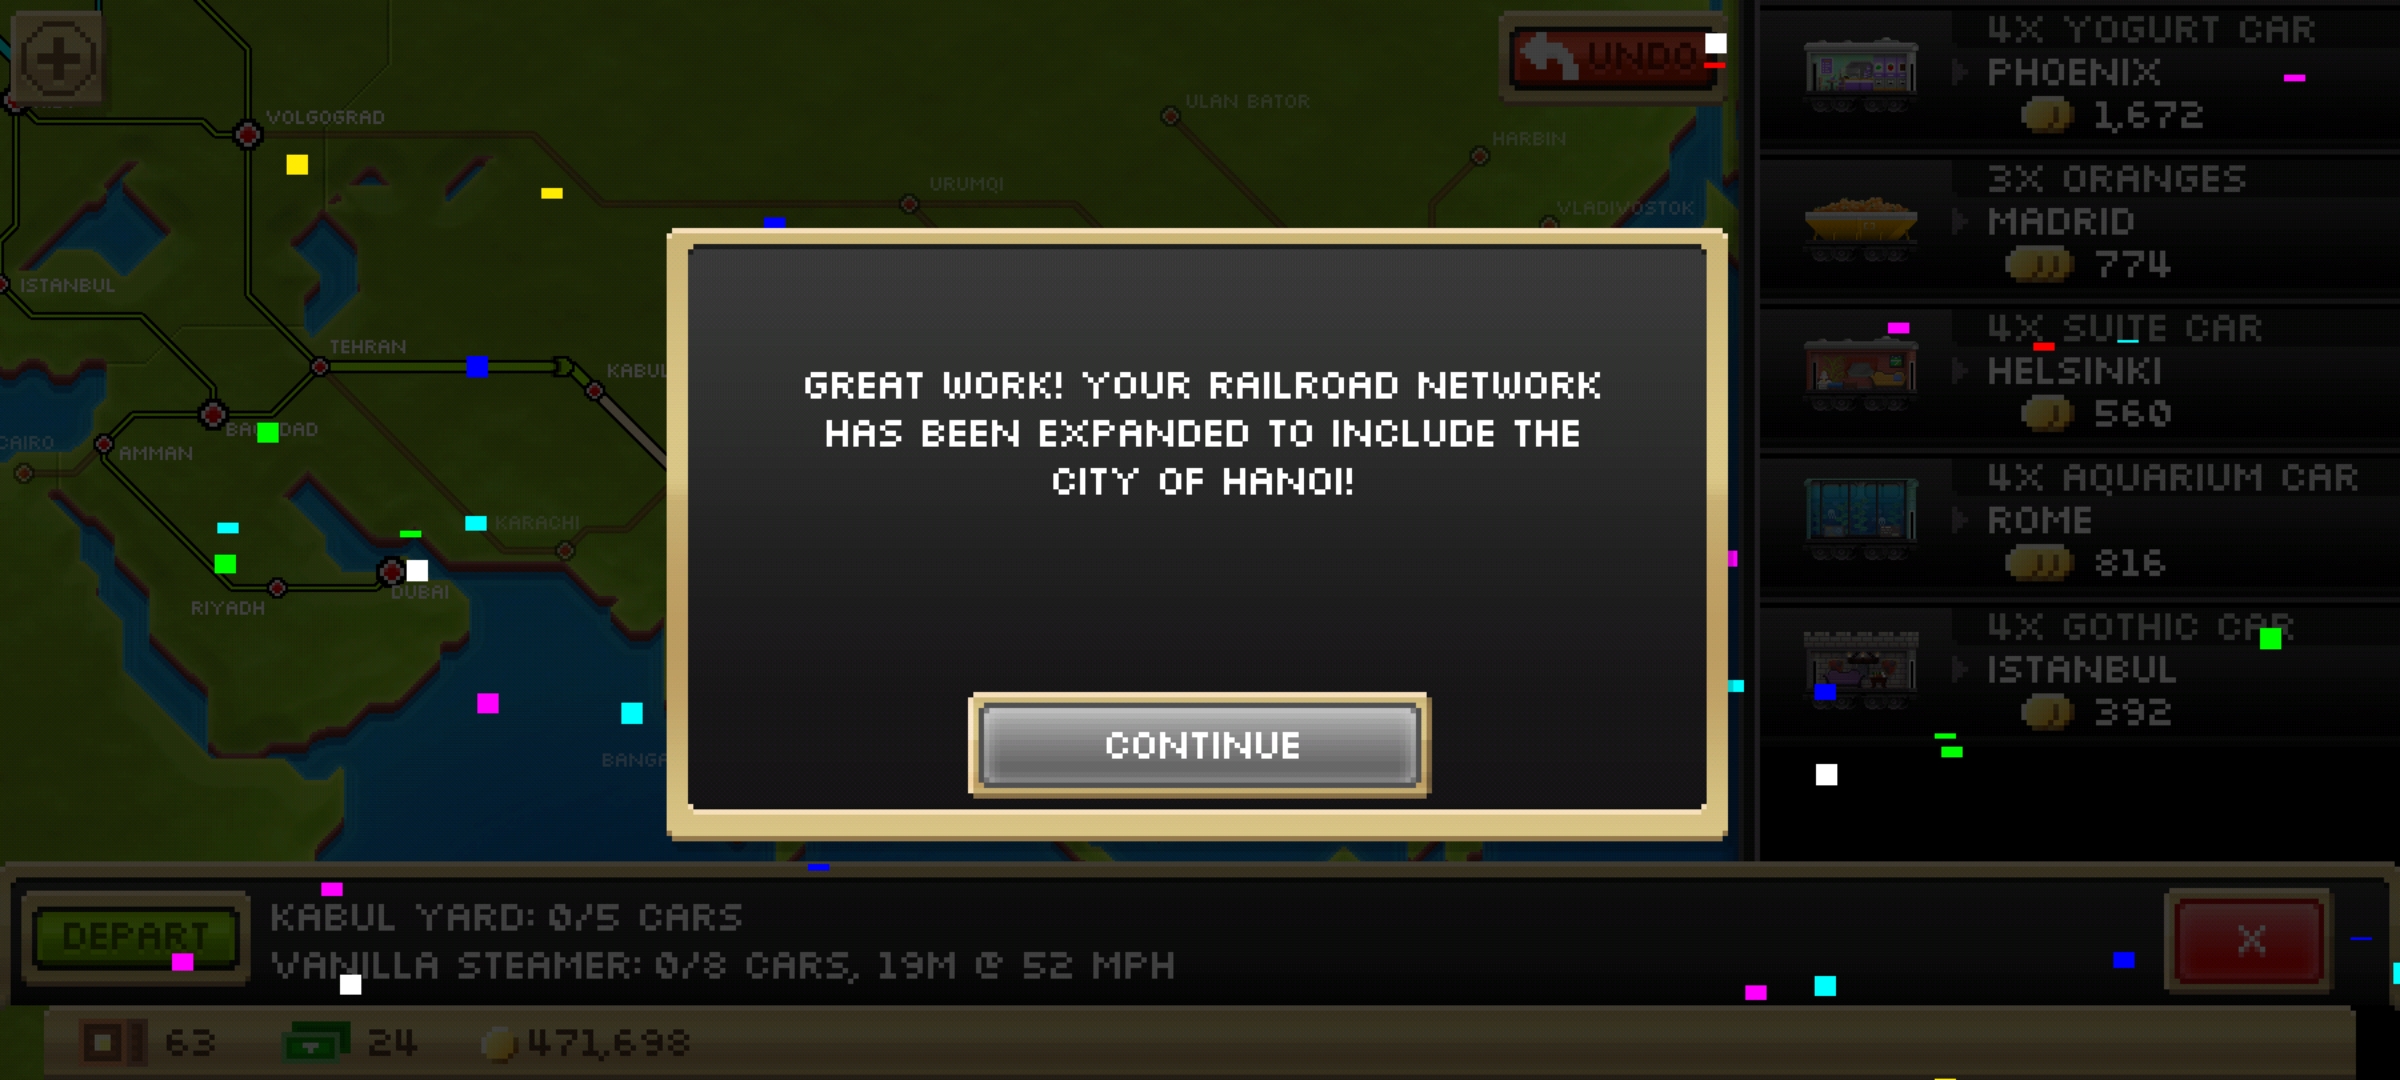 UNDO
ULAN BATOR
VOLGOGRAD
HARBIN
URUMQI
VLADIVOSTOK
ISTANBUL
TEHRAN
KABUL
CAIRO
AMMAN
KARACHI
DUBAI
RIYADH
GREAT WORK! YOUR RAILROAD NETWORK
HAS BEEN EXPANDED TO INCLUDE THE
CITY OF HANOI!
CONTINUE
4X YOGURT CAR
PHOENIX
1,672
3X ORANGES
MADRID
774
4X SUITE CAR
HELSINKI
560
4X AQUARIUM CAR
ROME
816
4X GOTHIC CAR
ISTANBUL
392
DEPART
KABUL YARD: 0/5 CARS
VANILLA STEAMER: 0/8 CARS, 19M @ 52 MPH
X
63
24
471,698